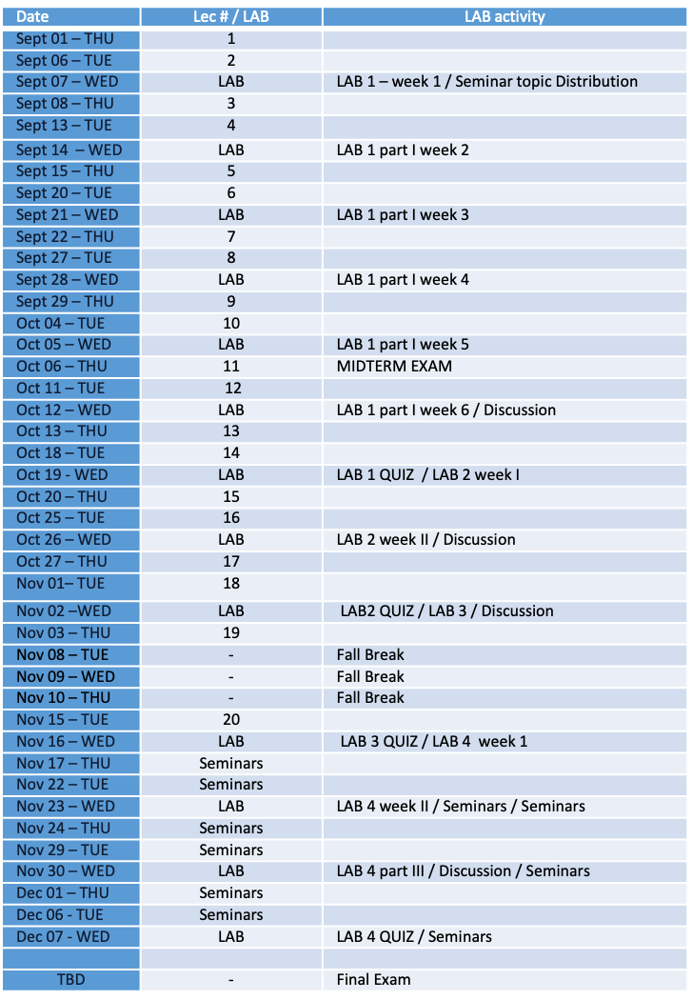 Date Lec # / LAB LAB activity
Sept 01 – THU 1
Sept 06 – TUE 2
Sept 07 – WED LAB LAB 1 – week 1 / Seminar topic Distribution
Sept 08 – THU 3
Sept 13 – TUE 4
Sept 14 – WED LAB LAB 1 part I week 2
Sept 15 – THU 5
Sept 20 – TUE 6
Sept 21 – WED LAB LAB 1 part I week 3
Sept 22 – THU 7
Sept 27 – TUE 8
Sept 28 – WED LAB LAB 1 part I week 4
Sept 29 – THU 9
Oct 04 – TUE 10
Oct 05 – WED LAB LAB 1 part I week 5
Oct 06 – THU 11 MIDTERM EXAM
Oct 11 – TUE 12
Oct 12 – WED LAB LAB 1 part I week 6 / Discussion
Oct 13 – THU 13
Oct 18 – TUE 14
Oct 19 - WED LAB LAB 1 QUIZ / LAB 2 week I
Oct 20 – THU 15
Oct 25 – TUE 16
Oct 26 – WED LAB LAB 2 week II / Discussion
Oct 27 – THU 17
Nov 01– TUE 18
Nov 02 –WED LAB LAB2 QUIZ / LAB 3 / Discussion
Nov 03 – THU 19
Nov 08 – TUE - Fall Break
Nov 09 – WED - Fall Break
Nov 10 – THU - Fall Break
Nov 15 – TUE 20
Nov 16 – WED LAB LAB 3 QUIZ / LAB 4 week 1
Nov 17 – THU Seminars
Nov 22 – TUE Seminars
Nov 23 – WED LAB LAB 4 week II / Seminars / Seminars
Nov 24 – THU Seminars
Nov 29 – TUE Seminars
Nov 30 – WED LAB LAB 4 part III / Discussion / Seminars
Dec 01 – THU Seminars
Dec 06 - TUE Seminars
Dec 07 - WED LAB LAB 4 QUIZ / Seminars
TBD - Final Exam